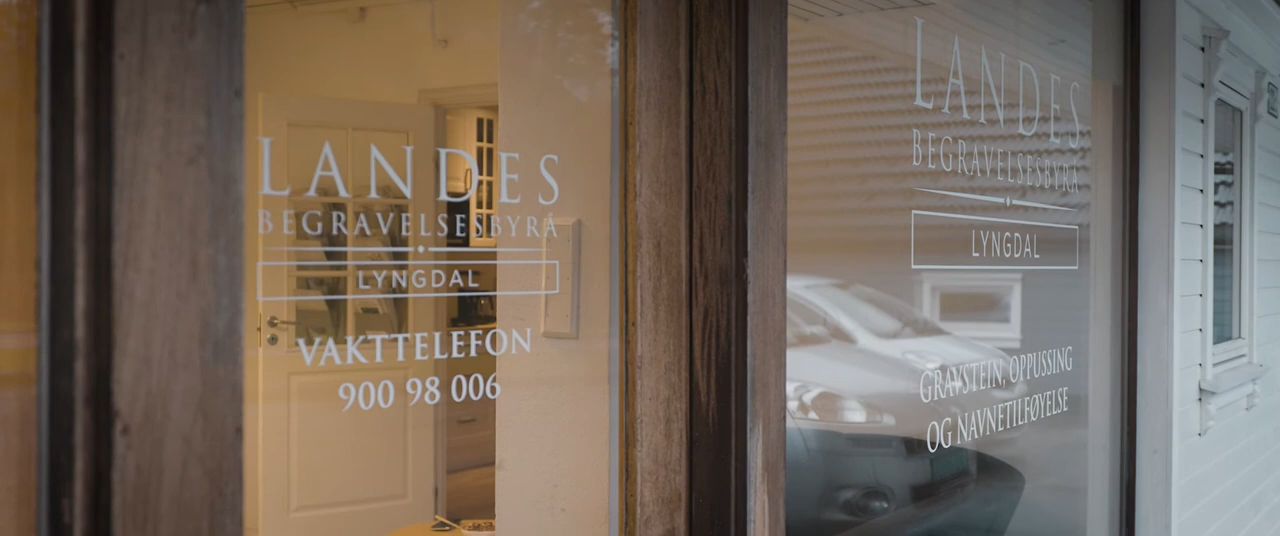 LANDES
BEGRAVELSESBYRÅ
LYNGDAL
VAKTTELEFON
900 98 006
LANDES
BEGRAVELSESBYRÅ
LYNGDAL
GRAVSTEIN, OPPUSSING
OG NAVNETILFØYELSE